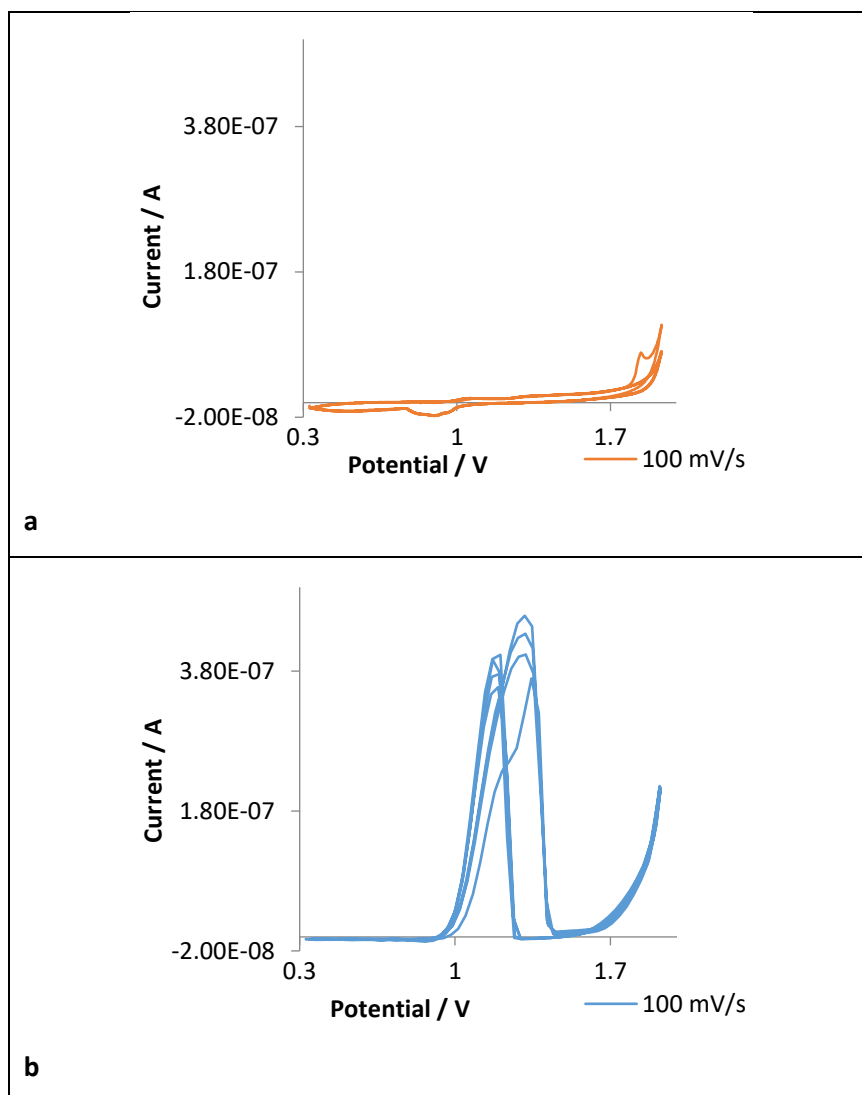 3.80E-07
1.80E-07
-2.00E-08
Current / A
0.3 1 1.7
Potential / V
100 mV/s
a
3.80E-07
1.80E-07
-2.00E-08
Current / A
0.3 1 1.7
Potential / V
100 mV/s
b